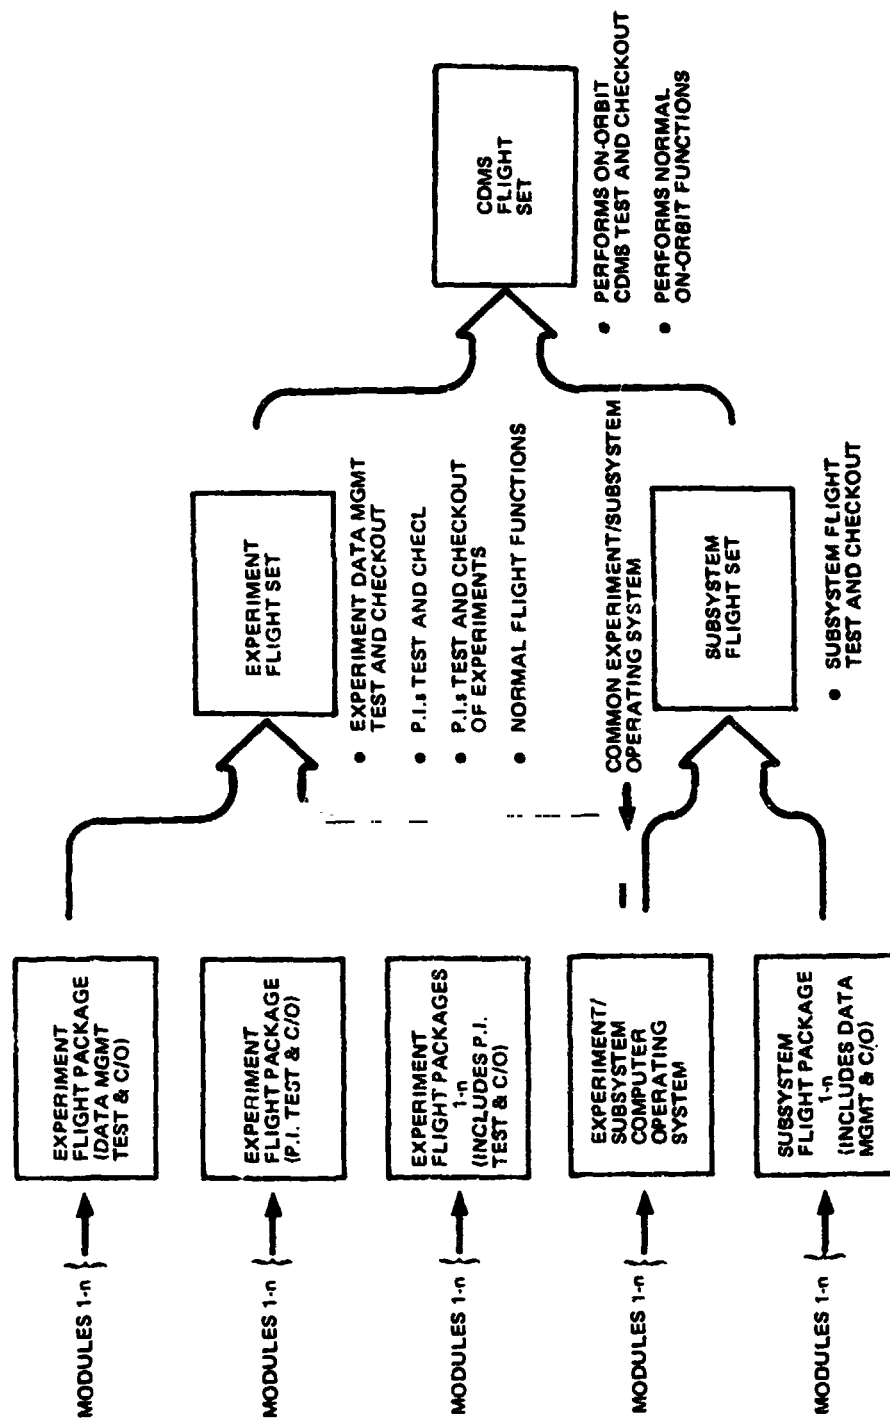 MODULES 1-n
EXPERIMENT
FLIGHT PACKAGE
(DATA MGMT
TEST & C/O)
MODULES 1-n
EXPERIMENT
FLIGHT PACKAGE
(P.I. TEST & C/O)
MODULES 1-n
EXPERIMENT
FLIGHT PACKAGES
1-n
(INCLUDES P.I.
TEST & C/O)
MODULES 1-n
EXPERIMENT/
SUBSYSTEM
COMPUTER
OPERATING
SYSTEM
MODULES 1-n
SUBSYSTEM
FLIGHT PACKAGE
1-n
(INCLUDES DATA
MGMT & C/O)
EXPERIMENT
FLIGHT SET
• EXPERIMENT DATA MGMT
TEST AND CHECKOUT
• P.I.s TEST AND CHECL
• P.I.s TEST AND CHECKOUT
OF EXPERIMENTS
• NORMAL FLIGHT FUNCTIONS
COMMON EXPERIMENT/SUBSYSTEM
OPERATING SYSTEM
SUBSYSTEM
FLIGHT SET
• SUBSYSTEM FLIGHT
TEST AND CHECKOUT
CDMS
FLIGHT
SET
• PERFORMS ON-ORBIT
CDMS TEST AND CHECKOUT
• PERFORMS NORMAL
ON-ORBIT FUNCTIONS